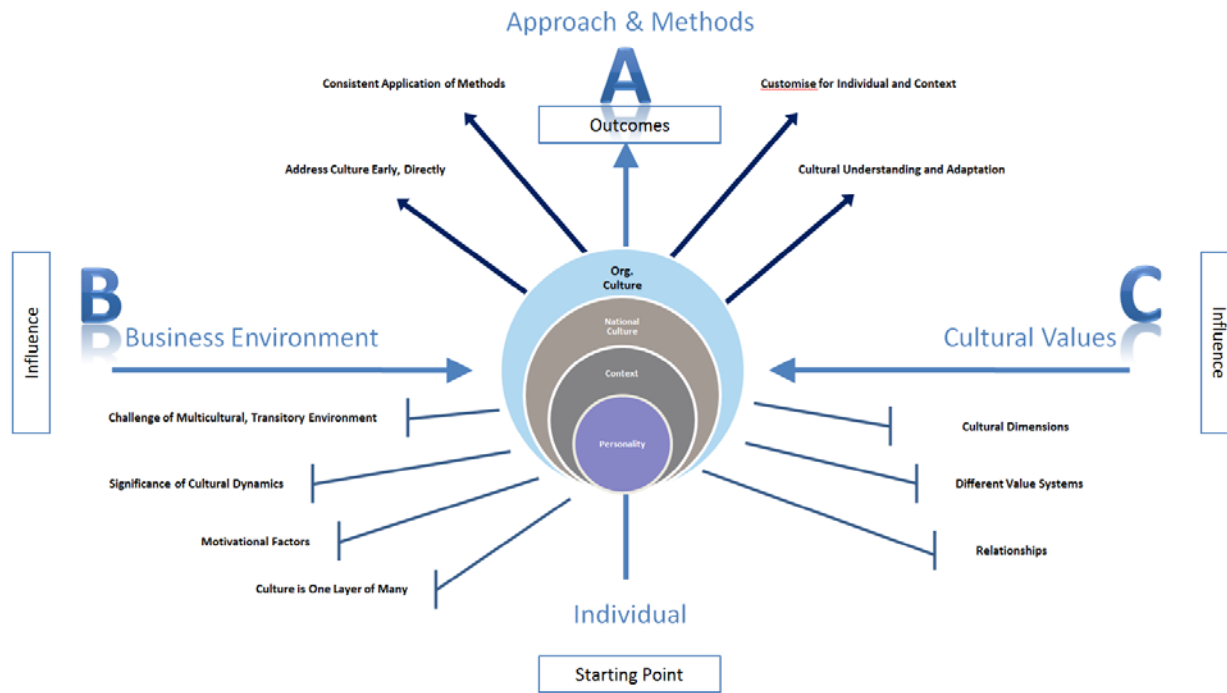 Approach & Methods
A
Outcomes
Consistent Application of Methods
Customise for Individual and Context
Address Culture Early, Directly
Cultural Understanding and Adaptation
Influence
B
Business Environment
Org.
Culture
National
Culture
Context
Personality
C
Cultural Values
Influence
Challenge of Multicultural, Transitory Environment
Significance of Cultural Dynamics
Motivational Factors
Culture is One Layer of Many
Cultural Dimensions
Different Value Systems
Relationships
Individual
Starting Point